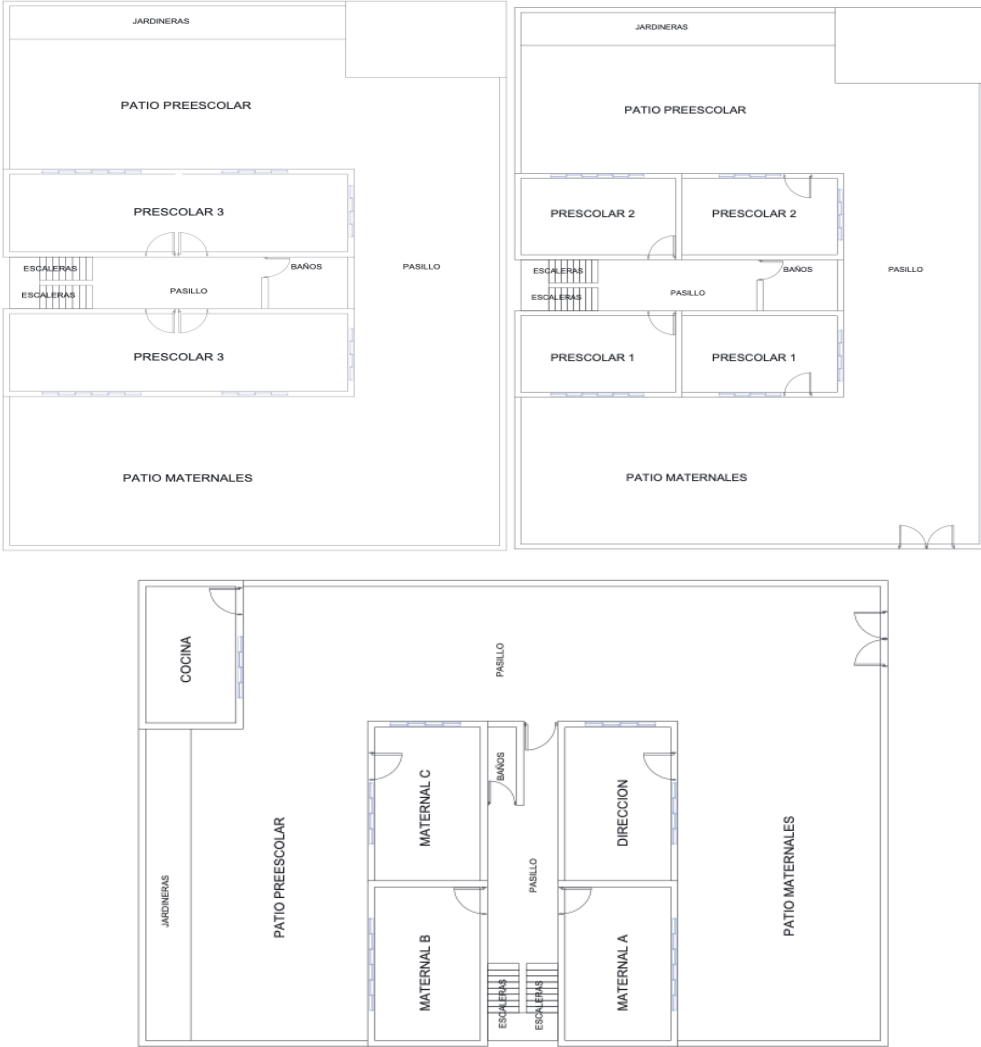 JARDINERAS
PATIO PREESCOLAR
PRESCOLAR 3
ESCALERAS
BAÑOS
PASILLO
PASILLO
ESCALERAS
PRESCOLAR 3
PATIO MATERNALES
JARDINERAS
PATIO PREESCOLAR
PRESCOLAR 2
PRESCOLAR 2
ESCALERAS
BAÑOS
PASILLO
PASILLO
ESCALERAS
PRESCOLAR 1
PRESCOLAR 1
PATIO MATERNALES
COCINA
PASILLO
JARDINERAS
PATIO PREESCOLAR
MATERNAL C
BAÑOS
DIRECCION
PASILLO
MATERNAL B
ESCALERAS
ESCALERAS
MATERNAL A
PATIO MATERNALES